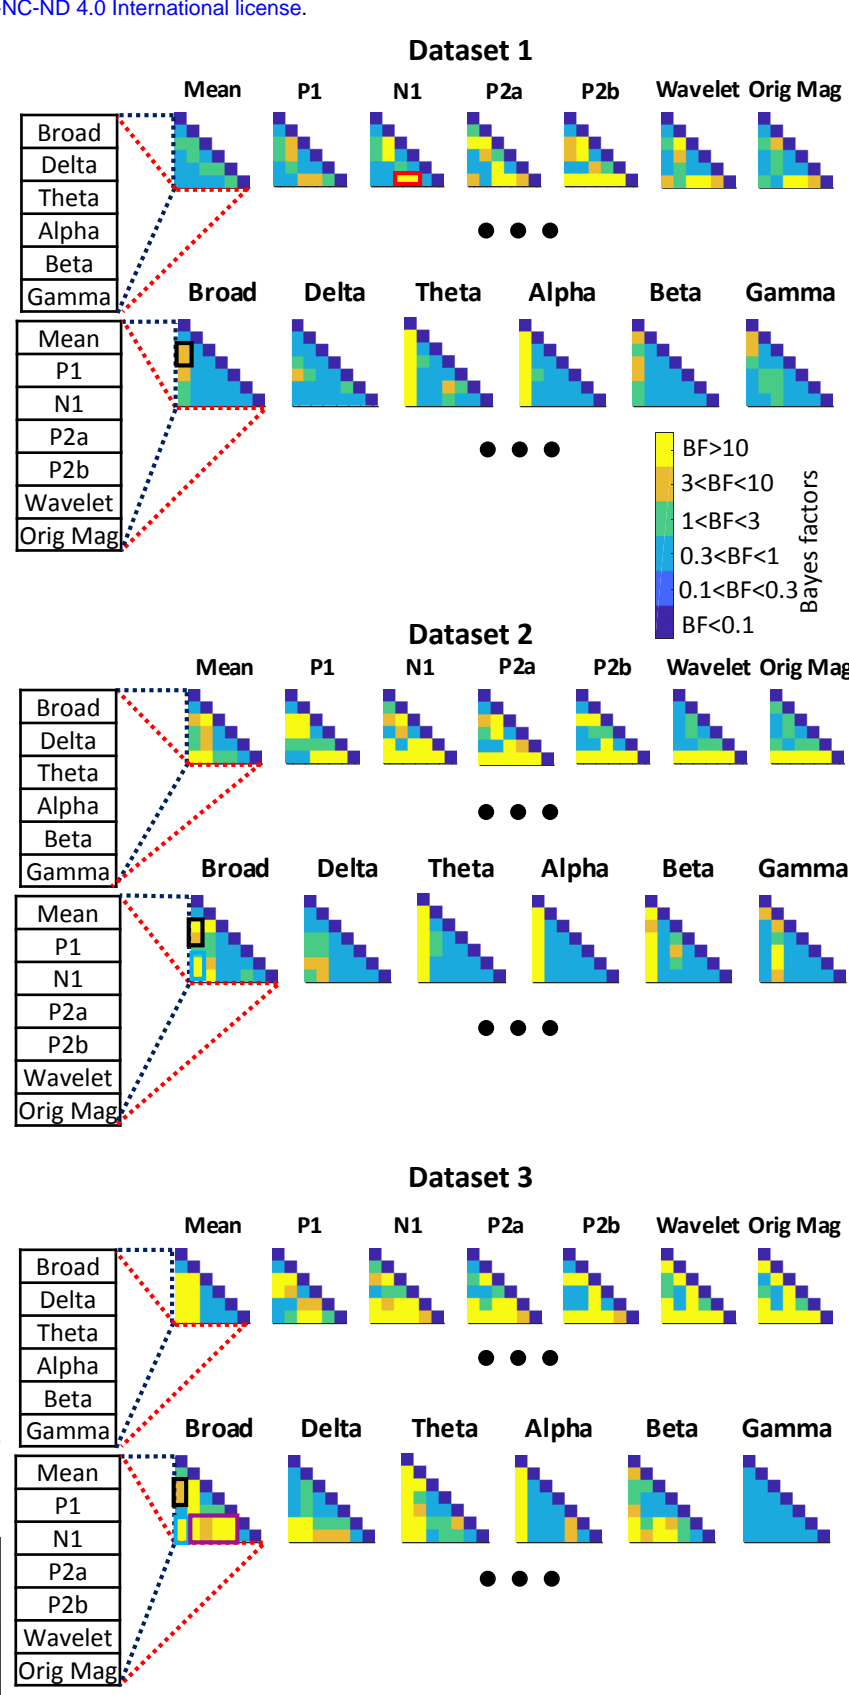 -NC-ND 4.0 International license.
Dataset 1
Mean P1 N1 P2a P2b Wavelet Orig Mag
Broad
Delta
Theta
Alpha
Beta
Gamma
Broad Delta Theta Alpha Beta Gamma
Mean
P1
N1
P2a
P2b
Wavelet
Orig Mag
BF>10
3<BF<10
1<BF<3
0.3<BF<1
0.1<BF<0.3
BF<0.1
Bayes factors
Dataset 2
Mean P1 N1 P2a P2b Wavelet Orig Mag
Broad
Delta
Theta
Alpha
Beta
Gamma
Broad Delta Theta Alpha Beta Gamma
Mean
P1
N1
P2a
P2b
Wavelet
Orig Mag
Dataset 3
Mean P1 N1 P2a P2b Wavelet Orig Mag
Broad
Delta
Theta
Alpha
Beta
Gamma
Broad Delta Theta Alpha Beta Gamma
Mean
P1
N1
P2a
P2b
Wavelet
Orig Mag